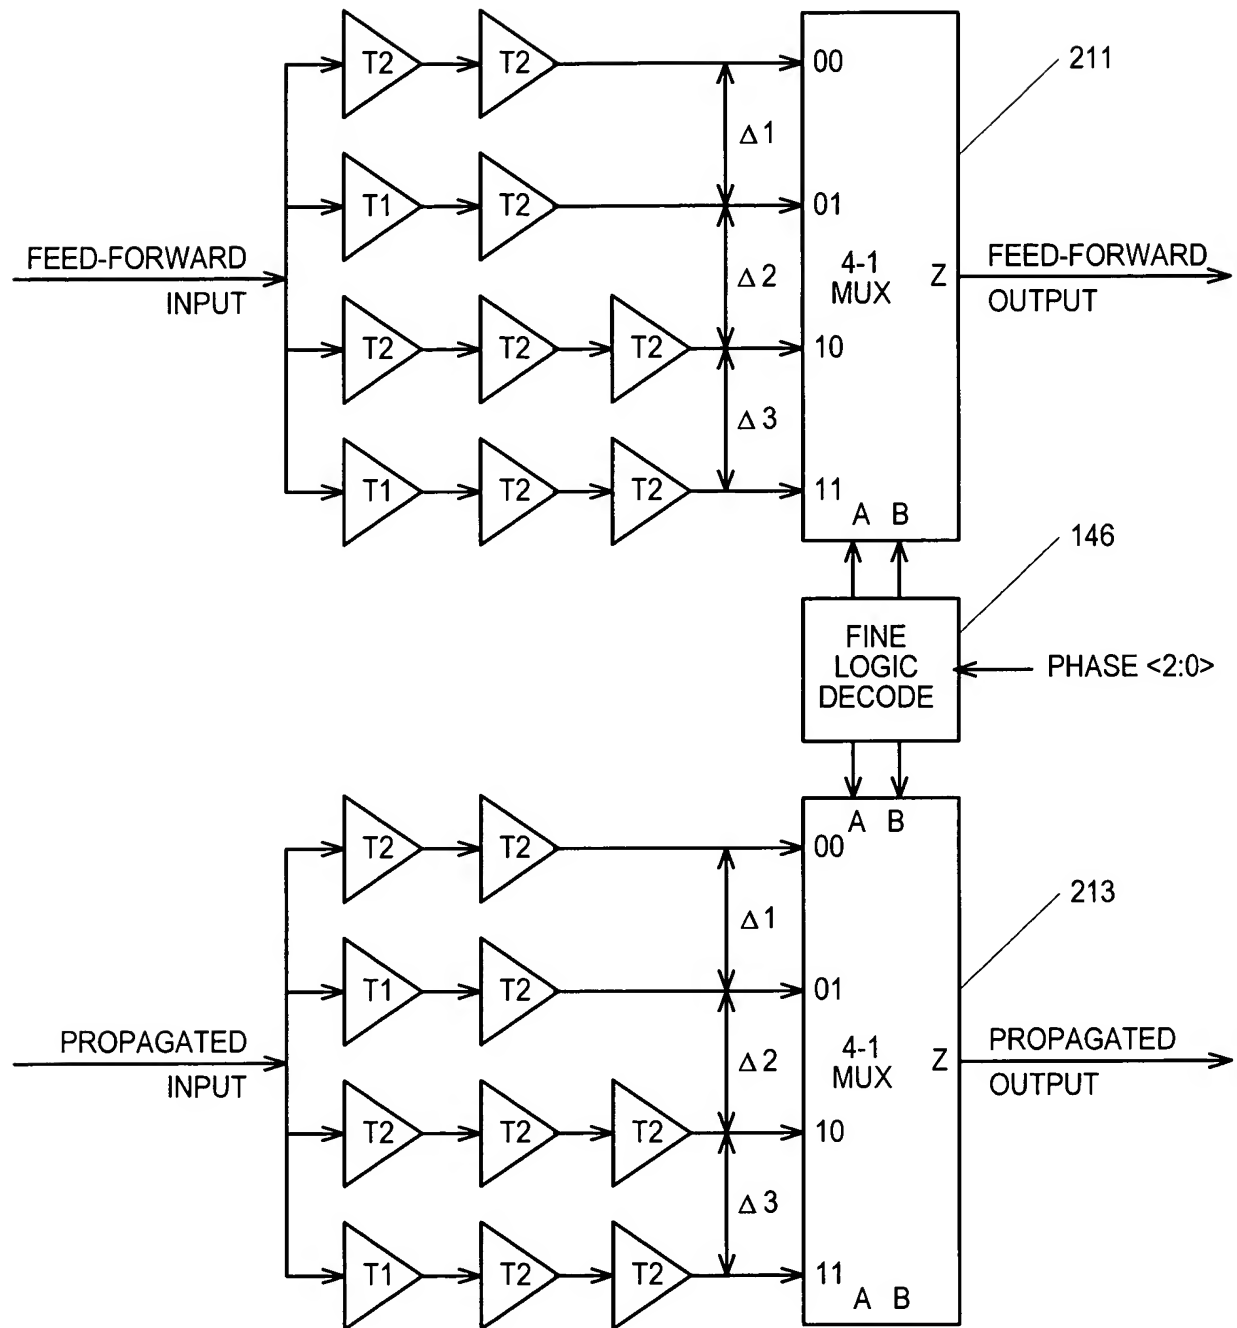 T2 T2 00 211
Δ1
T1 T2 01
FEED-FORWARD
INPUT
Δ2
4-1
MUX
Z
FEED-FORWARD
OUTPUT
T2 T2 T2 10
Δ3
T1 T2 T2 11
A B
146
FINE
LOGIC
DECODE
PHASE <2:0>
A B
T2 T2 00
213
Δ1
T1 T2 01
PROPAGATED
INPUT
Δ2
4-1
MUX
Z
PROPAGATED
OUTPUT
T2 T2 T2 10
Δ3
T1 T2 T2 11
A B